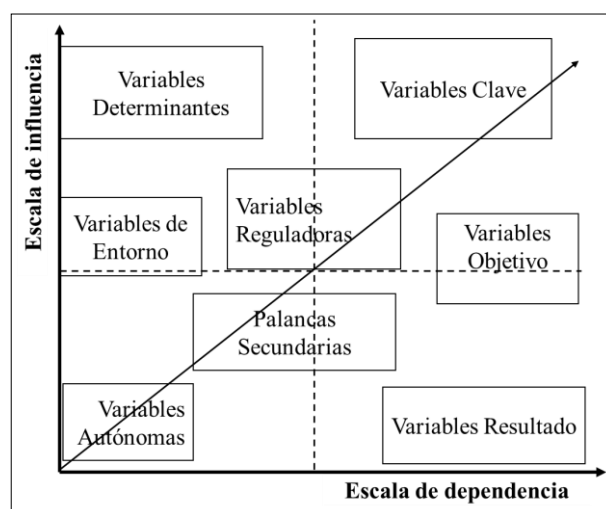 Escala de influencia
Variables
Determinantes
Variables Clave
Variables de
Entorno
Variables
Reguladoras
Variables
Objetivo
Palancas
Secundarias
Variables
Autónomas
Variables Resultado
Escala de dependencia